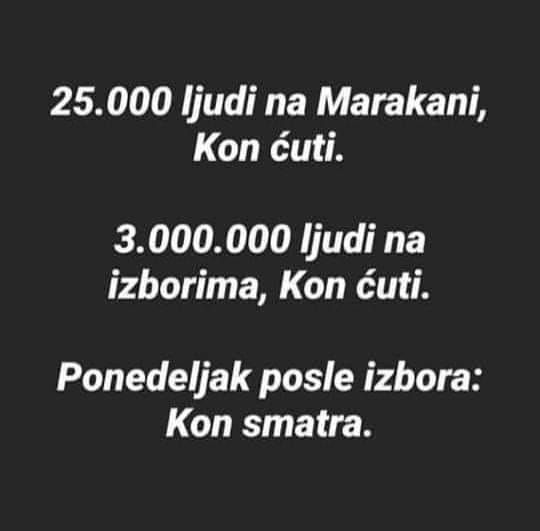 25.000 ljudi na Marakani,
Kon ćuti.
3.000.000 ljudi na
izborima, Kon ćuti.
Ponedeljak posle izbora:
Kon smatra.